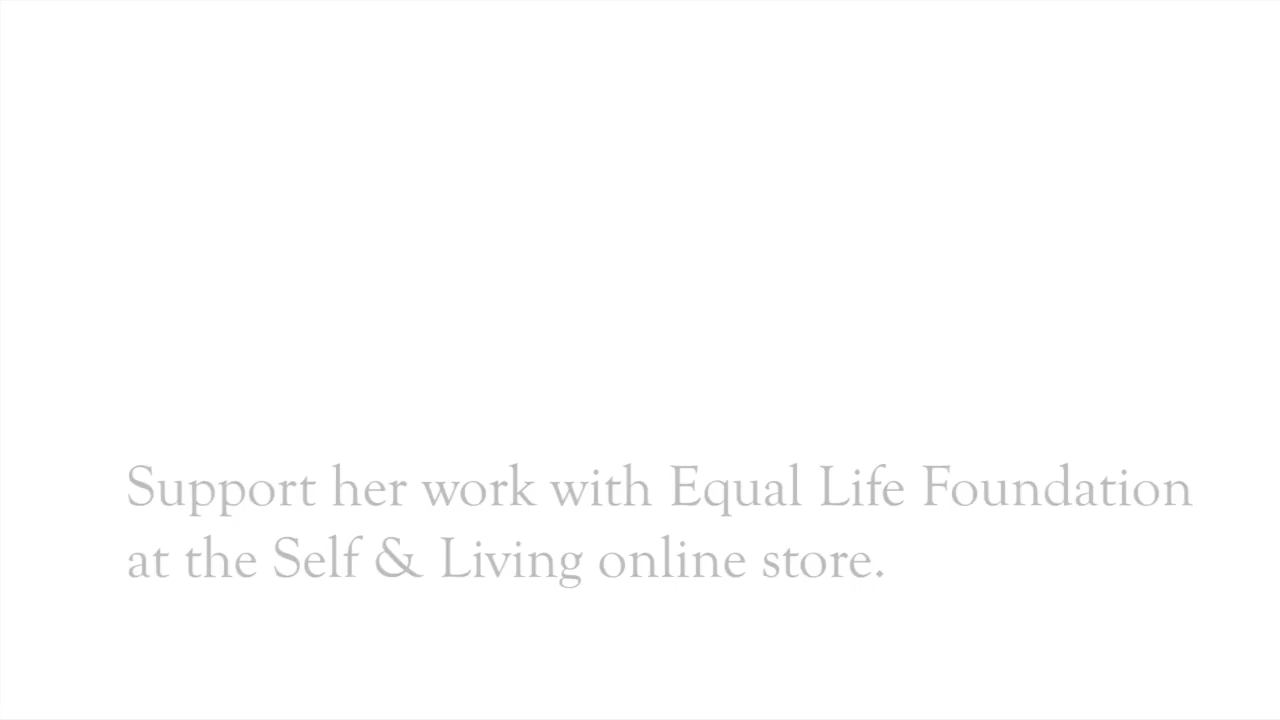 Support her work with Equal Life Foundation
at the Self & Living online store.